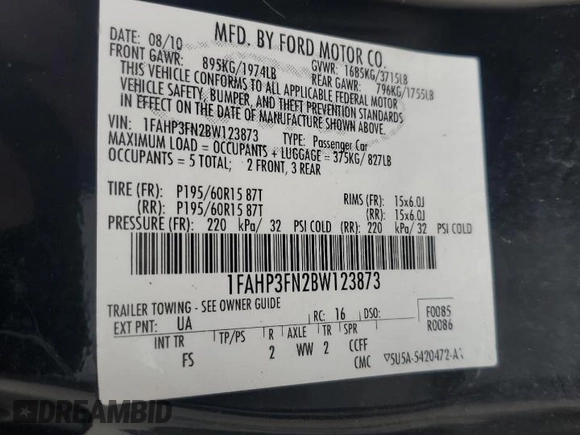 MFD. BY FORD MOTOR CO.
DATE: 08/10 GVWR: 1685KG/3715LB
FRONT GAWR: 895KG/1974LB REAR GAWR: 796KG/1755LB
THIS VEHICLE CONFORMS TO ALL APPLICABLE FEDERAL MOTOR
VEHICLE SAFETY, BUMPER, AND THEFT PREVENTION STANDARDS
IN EFFECT ON THE DATE OF MANUFACTURE SHOWN ABOVE.
VIN: 1FAHP3FN2BW123873 TYPE: Passenger Car
MAXIMUM LOAD = OCCUPANTS + LUGGAGE = 375KG/ 827LB
OCCUPANTS = 5 TOTAL; 2 FRONT, 3 REAR
TIRE (FR): P195/60R15 87T RIMS (FR): 15x6.0J
(RR): P195/60R15 87T (RR): 15x6.0J
PRESSURE (FR): 220 kPa/ 32 PSI COLD (RR): 220 kPa/ 32 PSI COLD
1FAHP3FN2BW123873
TRAILER TOWING - SEE OWNER GUIDE
EXT PNT: UA RC: 16 DSO: F0085
R0086
INT TR TP/PS R AXLE TR SPR
FS 2 WW 2 CCFF
CMC 5U5A-5420472-A
DREAMBID